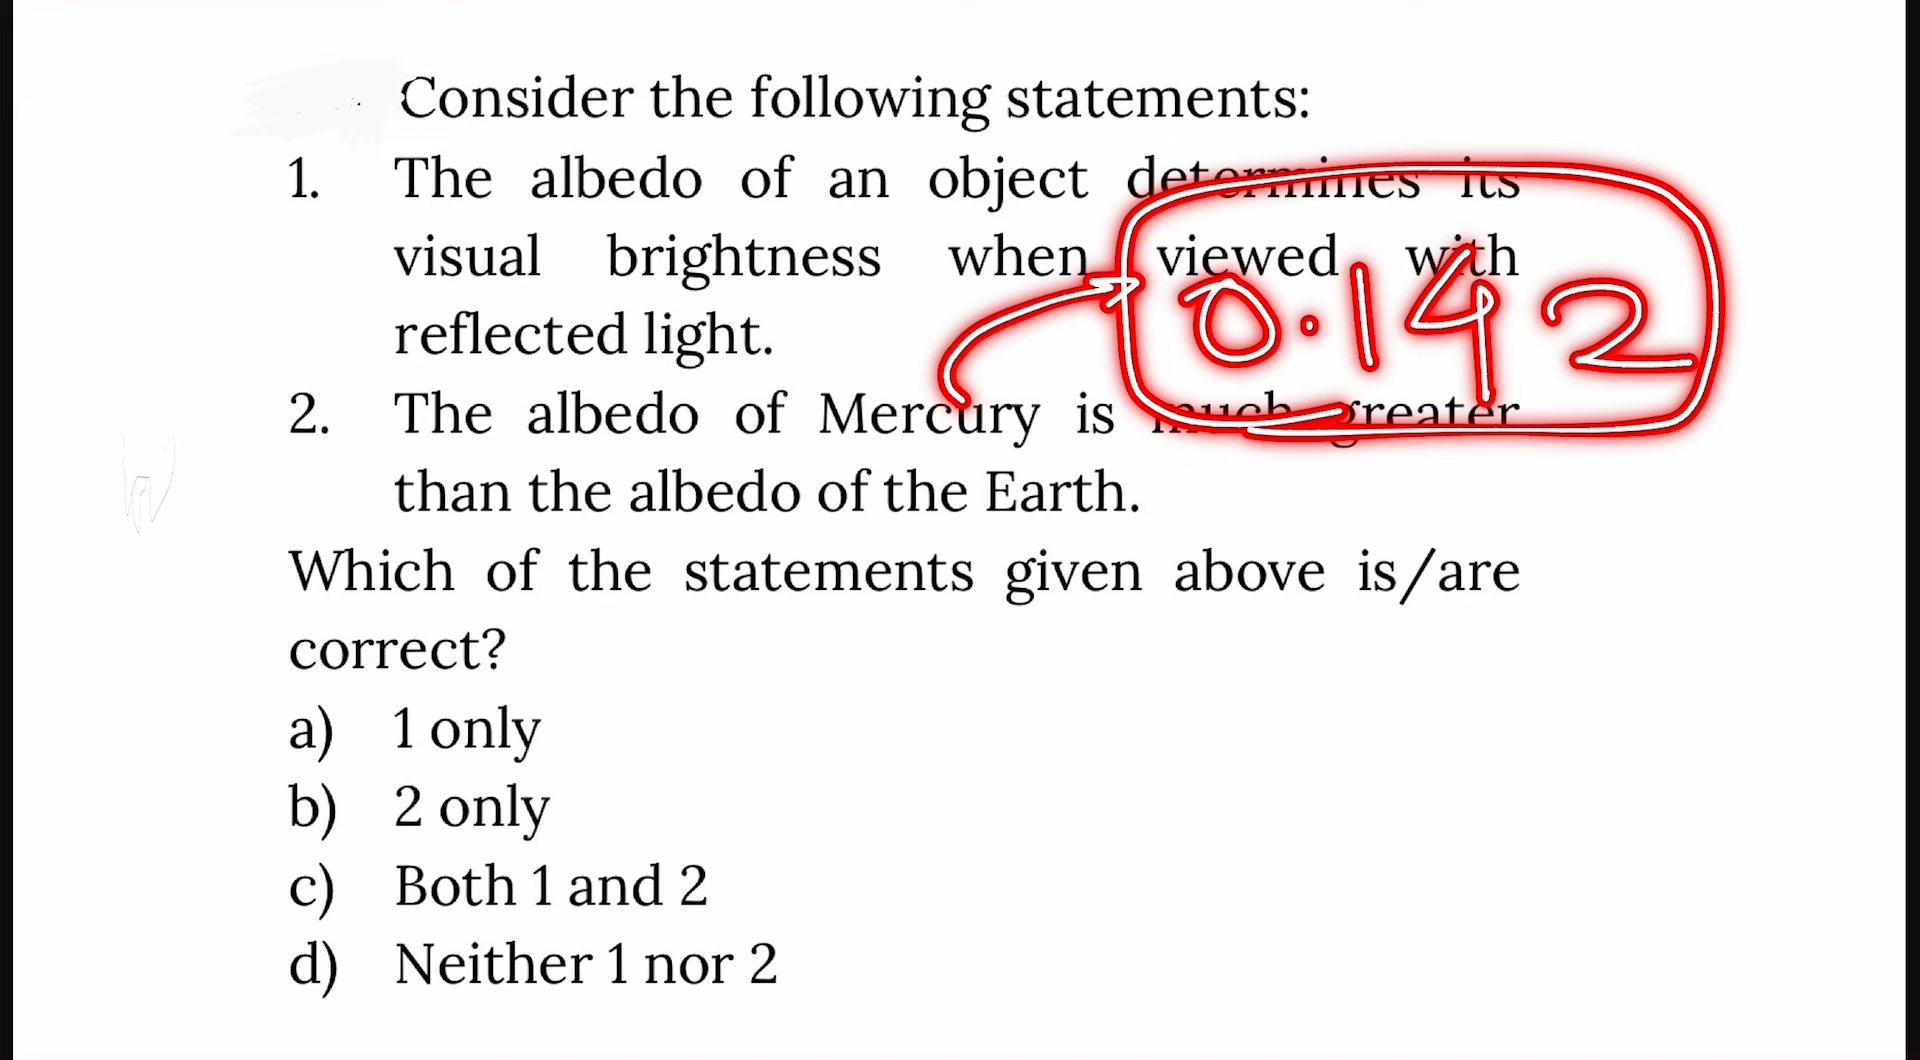 Consider the following statements:
1. The albedo of an object determines its
visual brightness when viewed with
reflected light.
0.142
2. The albedo of Mercury is much greater
than the albedo of the Earth.
Which of the statements given above is/are
correct?
a) 1 only
b) 2 only
c) Both 1 and 2
d) Neither 1 nor 2